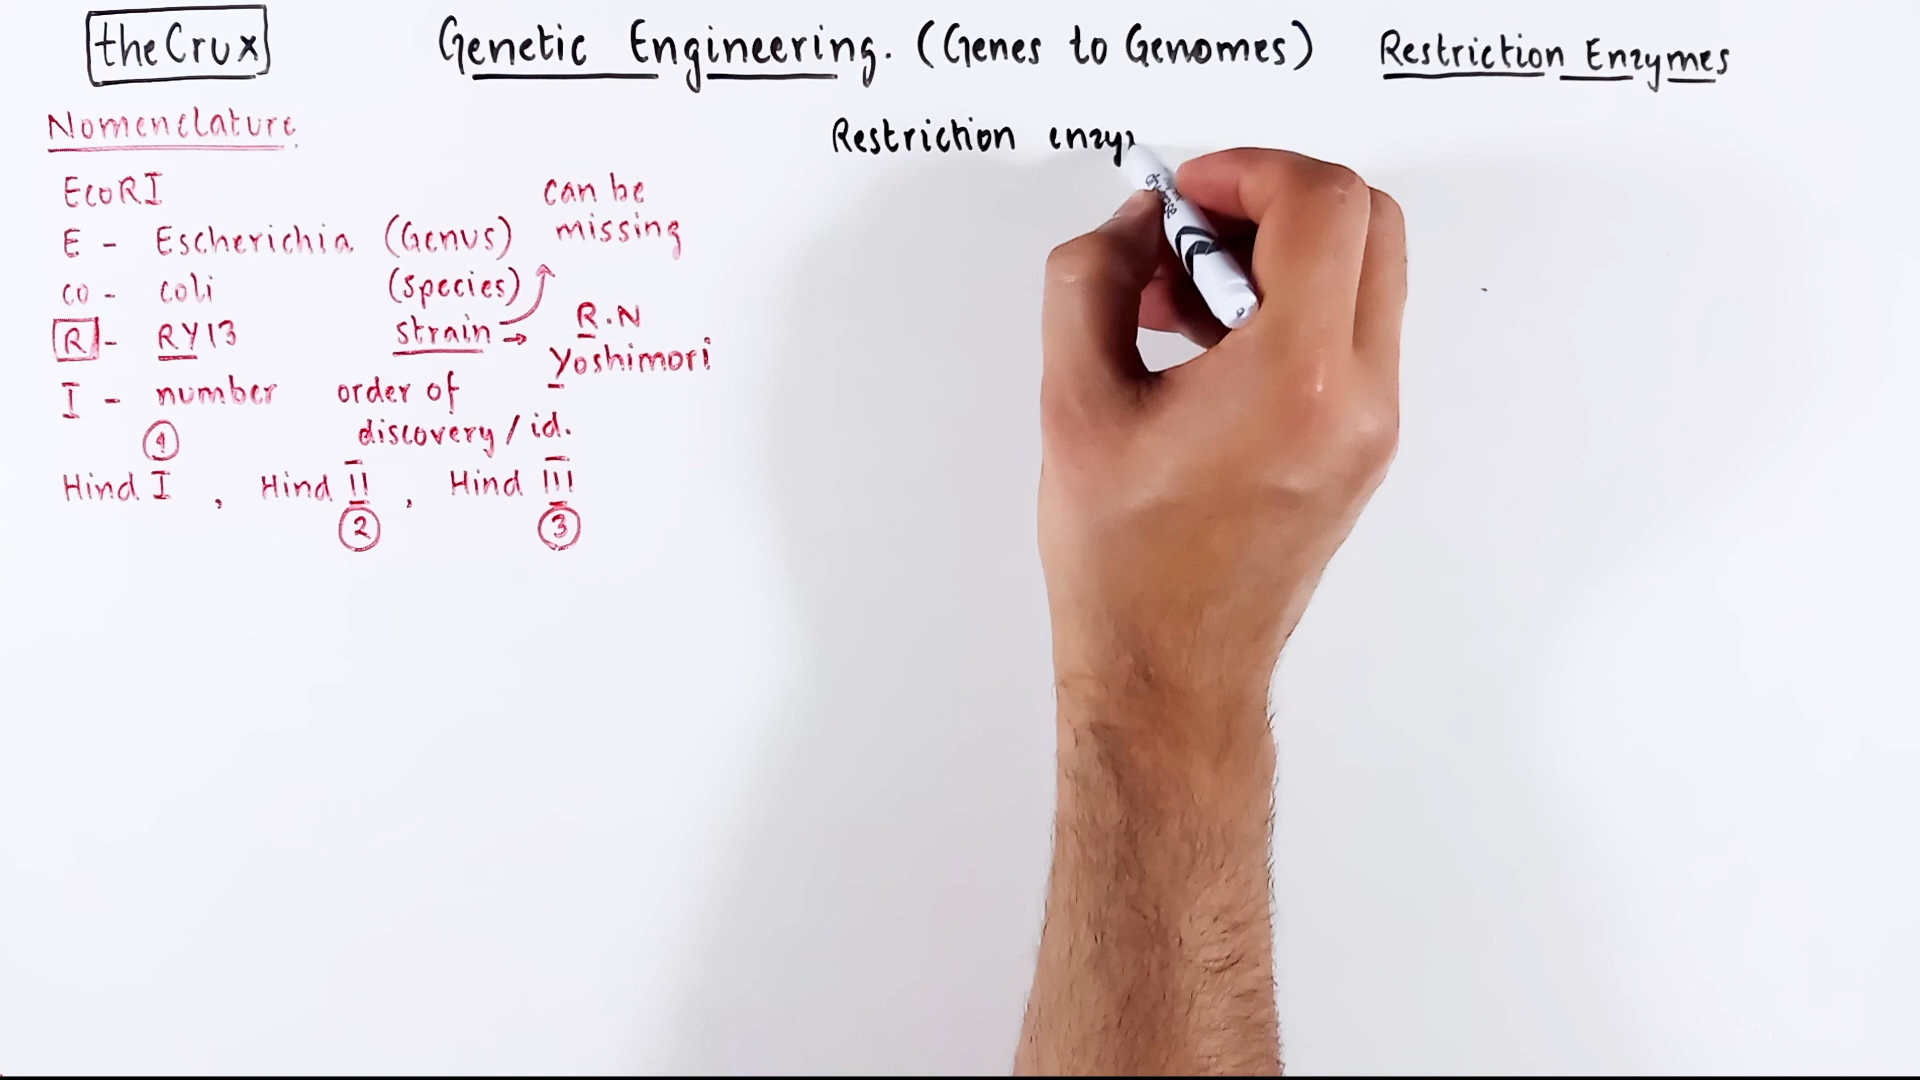 theCrux
Genetic Engineering. (Genes to Genomes) Restriction Enzymes
Nomenclature.
Restriction enzy
EcoRI
can be
missing
E - Escherichia (Genus)
co - coli (species)
R - RY13 strain → R.N
Yoshimori
I - number order of
discovery / id.
1
Hind I , Hind II , Hind III
2 3